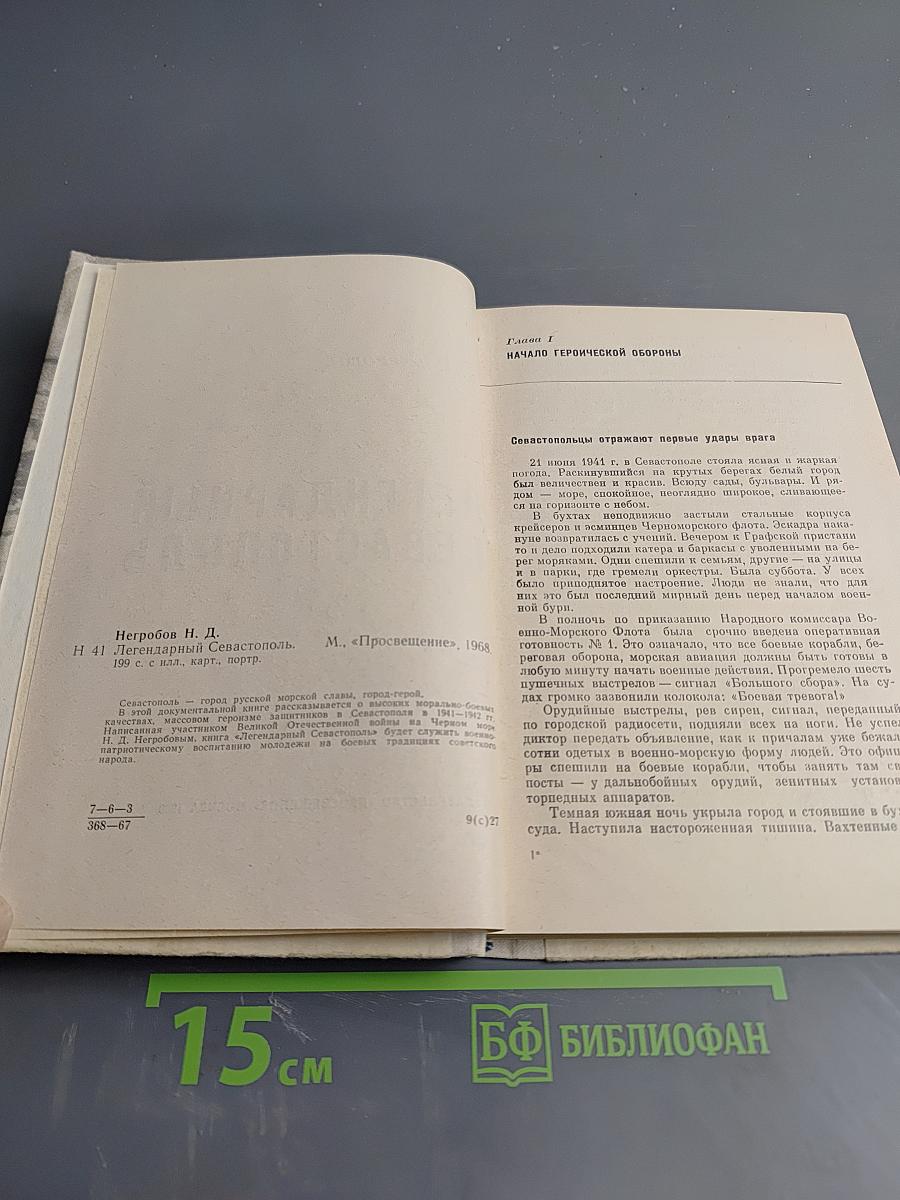 Негробов Н. Д.
Н 41 Легендарный Севастополь. М., «Просвещение», 1968.
199 с. с илл., карт., портр.
Севастополь — город русской морской славы, город-герой.
В этой документальной книге рассказывается о высоких морально-боевых
качествах, массовом героизме защитников в Севастополя в 1941—1942 гг.
Написанная участником Великой Отечественной войны на Черном море
Н. Д. Негробовым, книга «Легендарный Севастополь» будет служить военно-
патриотическому воспитанию молодежи на боевых традициях советского
народа.
7—6—3
368—67
9(с)27
Глава I
НАЧАЛО ГЕРОИЧЕСКОЙ ОБОРОНЫ
Севастопольцы отражают первые удары врага
21 июня 1941 г. в Севастополе стояла ясная и жаркая
погода. Раскинувшийся на крутых берегах белый город
был величествен и красив. Всюду сады, бульвары. И ря-
дом — море, спокойное, неоглядно широкое, сливающее-
ся на горизонте с небом.
В бухтах неподвижно застыли стальные корпуса
крейсеров и эсминцев Черноморского флота. Эскадра нака-
нуне возвратилась с учений. Вечером к Графской пристани
то и дело подходили катера и баркасы с уволенными на бе-
рег моряками. Одни спешили к семьям, другие — на улицы
и в парки, где гремели оркестры. Была суббота. У всех
было приподнятое настроение. Люди не знали, что для
них это был последний мирный день перед началом воен-
ной бури.
В полночь по приказанию Народного комиссара Во-
енно-Морского Флота была срочно введена оперативная
готовность № 1. Это означало, что все боевые корабли, бе-
реговая оборона, морская авиация должны быть готовы в
любую минуту начать военные действия. Прогремело шесть
пушечных выстрелов — сигнал «Большого сбора». На су-
дах громко зазвонили колокола: «Боевая тревога!»
Орудийные выстрелы, рев сирен, сигнал, переданный
по городской радиосети, подняли всех на ноги. Не успел
диктор передать объявление, как к причалам уже бежал
сотни одетых в военно-морскую форму людей. Это офиц
ры спешили на боевые корабли, чтобы занять там св
посты — у дальнобойных орудий, зенитных установ
торпедных аппаратов.
Темная южная ночь укрыла город и стоявшие в бух
суда. Наступила настороженная тишина. Вахтенные
1*
15 см
БФ БИБЛИОФАН